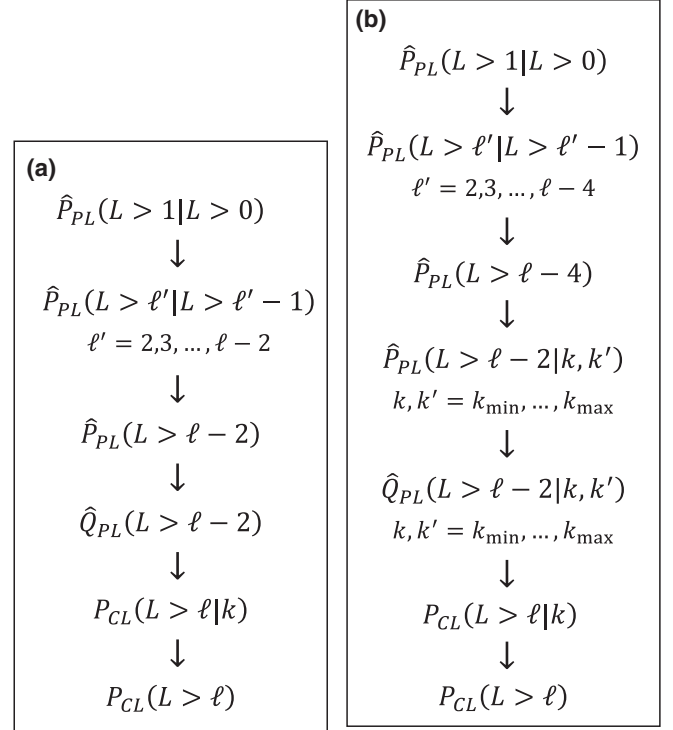 (a)
P̂_PL(L > 1|L > 0)
↓
P̂_PL(L > ℓ′|L > ℓ′ − 1)
ℓ′ = 2,3, … , ℓ − 2
↓
P̂_PL(L > ℓ − 2)
↓
Q̂_PL(L > ℓ − 2)
↓
P_CL(L > ℓ|k)
↓
P_CL(L > ℓ)
(b)
P̂_PL(L > 1|L > 0)
↓
P̂_PL(L > ℓ′|L > ℓ′ − 1)
ℓ′ = 2,3, … , ℓ − 4
↓
P̂_PL(L > ℓ − 4)
↓
P̂_PL(L > ℓ − 2|k, k′)
k, k′ = k_min, … , k_max
↓
Q̂_PL(L > ℓ − 2|k, k′)
k, k′ = k_min, … , k_max
↓
P_CL(L > ℓ|k)
↓
P_CL(L > ℓ)